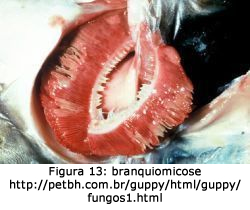 Figura 13: branquiomicose
http://petbh.com.br/guppy/html/guppy/
fungos1.html